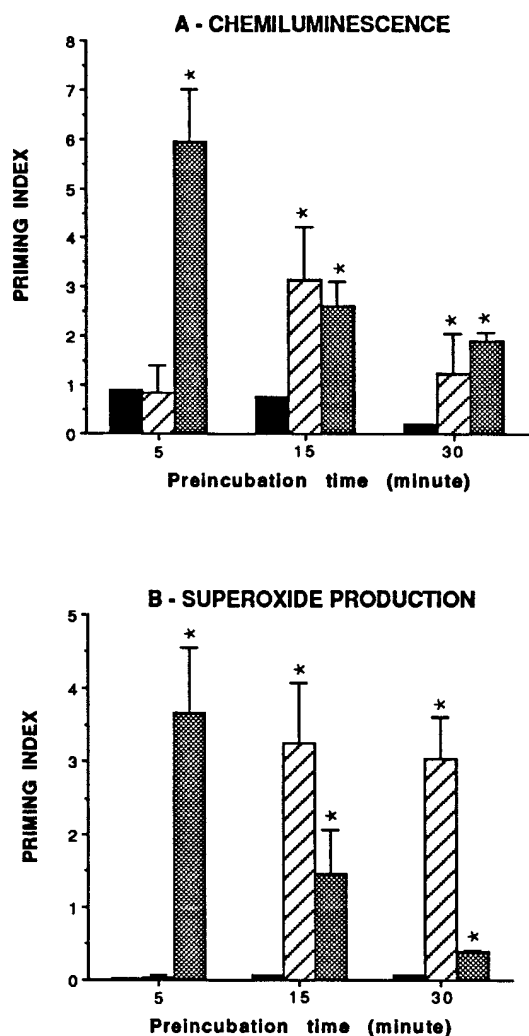 A - CHEMILUMINESCENCE
8
7
6
5
4
3
2
1
0
PRIMING INDEX
*
* *
* *
5 15 30
Preincubation time (minute)
B - SUPEROXIDE PRODUCTION
5
4
3
2
1
0
PRIMING INDEX
*
* *
* *
5 15 30
Preincubation time (minute)